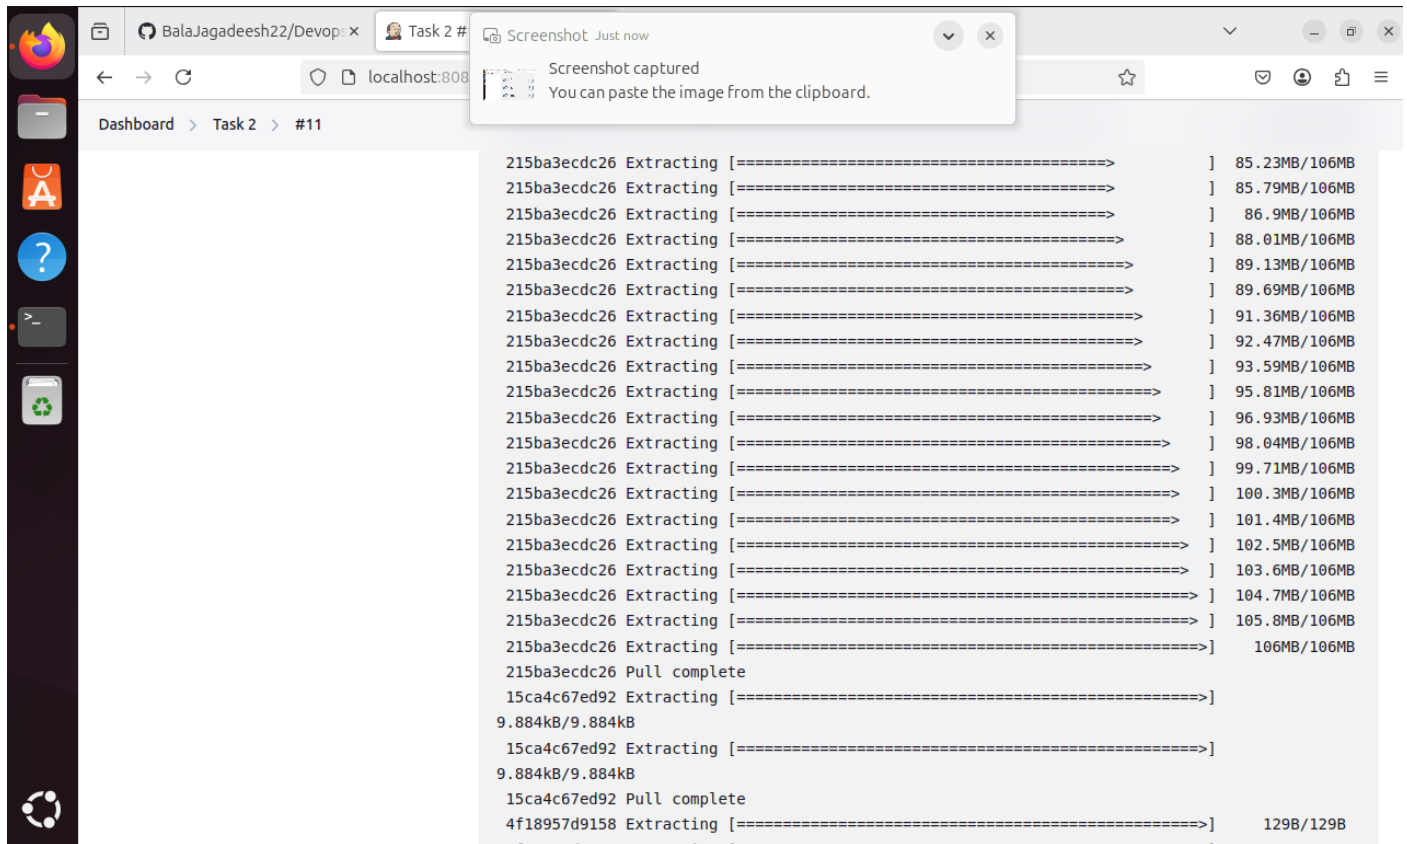 BalaJagadeesh22/Devops
Task 2 #
Screenshot Just now
Screenshot captured
You can paste the image from the clipboard.
localhost:808
Dashboard > Task 2 > #11
215ba3ecdc26 Extracting [========================================>          ]  85.23MB/106MB
215ba3ecdc26 Extracting [========================================>          ]  85.79MB/106MB
215ba3ecdc26 Extracting [========================================>          ]   86.9MB/106MB
215ba3ecdc26 Extracting [=========================================>         ]  88.01MB/106MB
215ba3ecdc26 Extracting [==========================================>        ]  89.13MB/106MB
215ba3ecdc26 Extracting [==========================================>        ]  89.69MB/106MB
215ba3ecdc26 Extracting [===========================================>       ]  91.36MB/106MB
215ba3ecdc26 Extracting [===========================================>       ]  92.47MB/106MB
215ba3ecdc26 Extracting [============================================>      ]  93.59MB/106MB
215ba3ecdc26 Extracting [=============================================>     ]  95.81MB/106MB
215ba3ecdc26 Extracting [=============================================>     ]  96.93MB/106MB
215ba3ecdc26 Extracting [==============================================>    ]  98.04MB/106MB
215ba3ecdc26 Extracting [===============================================>   ]  99.71MB/106MB
215ba3ecdc26 Extracting [===============================================>   ]  100.3MB/106MB
215ba3ecdc26 Extracting [===============================================>   ]  101.4MB/106MB
215ba3ecdc26 Extracting [================================================>  ]  102.5MB/106MB
215ba3ecdc26 Extracting [================================================>  ]  103.6MB/106MB
215ba3ecdc26 Extracting [=================================================> ]  104.7MB/106MB
215ba3ecdc26 Extracting [=================================================> ]  105.8MB/106MB
215ba3ecdc26 Extracting [==================================================>]    106MB/106MB
215ba3ecdc26 Pull complete
15ca4c67ed92 Extracting [==================================================>]
9.884kB/9.884kB
15ca4c67ed92 Extracting [==================================================>]
9.884kB/9.884kB
15ca4c67ed92 Pull complete
4f18957d9158 Extracting [==================================================>]     129B/129B